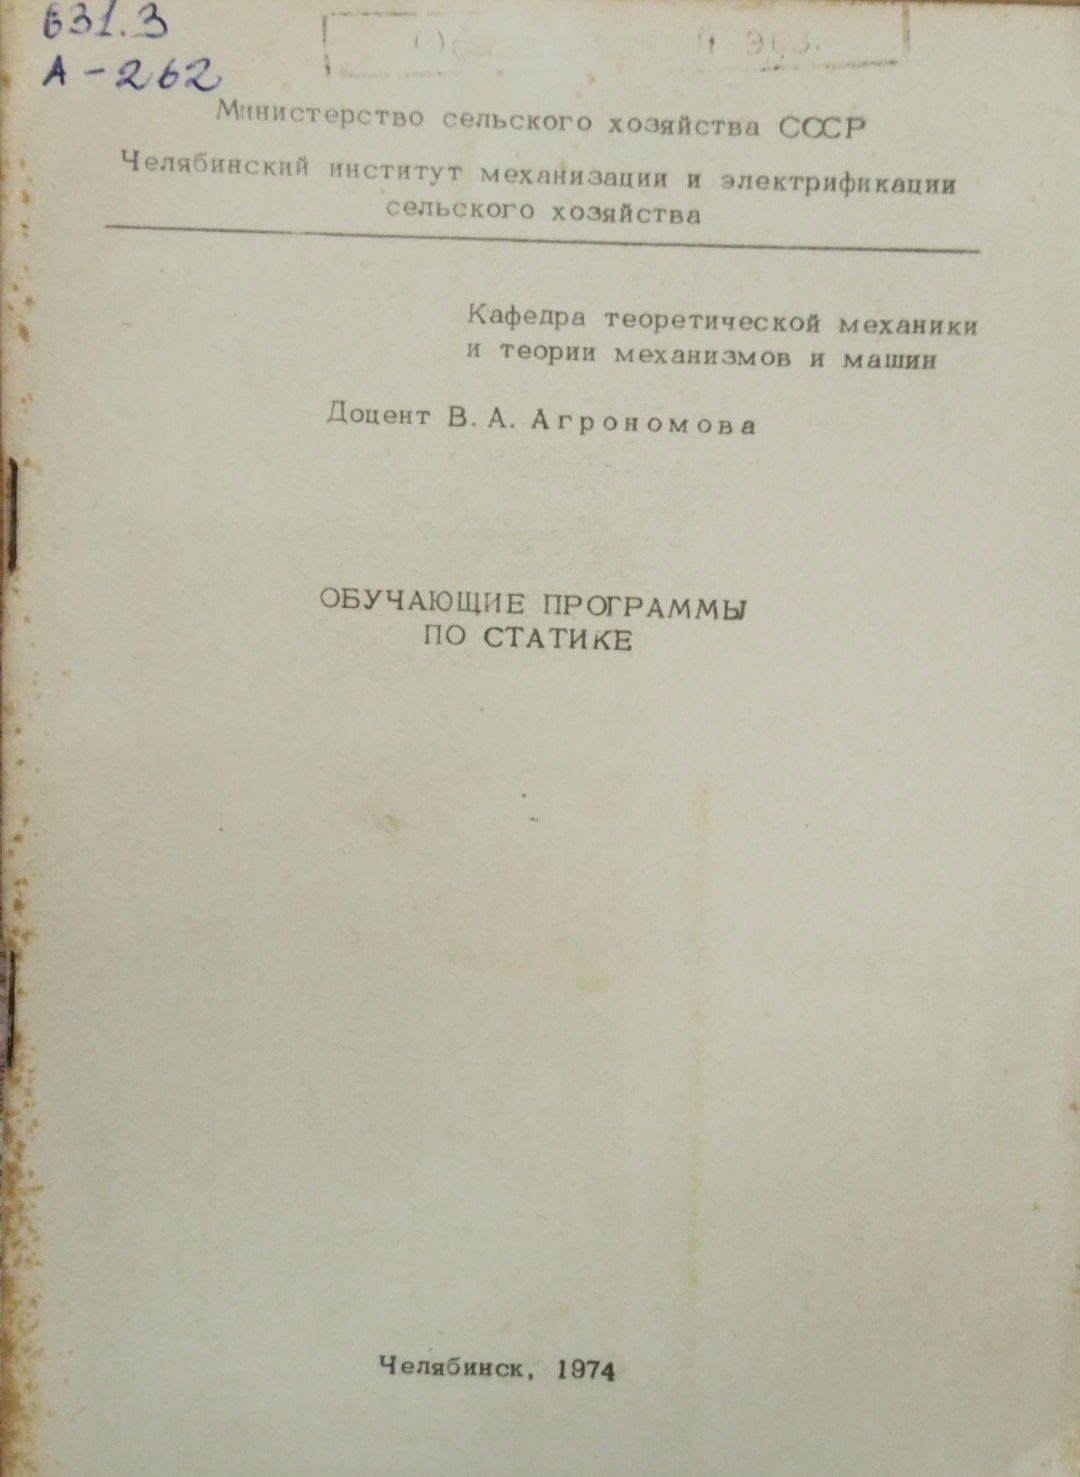 631.3
А-262
Министерство сельского хозяйства СССР
Челябинский институт механизации и электрификации
сельского хозяйства
Кафедра теоретической механики
и теории механизмов и машин
Доцент В. А. Агрономова
ОБУЧАЮЩИЕ ПРОГРАММЫ
ПО СТАТИКЕ
Челябинск, 1974